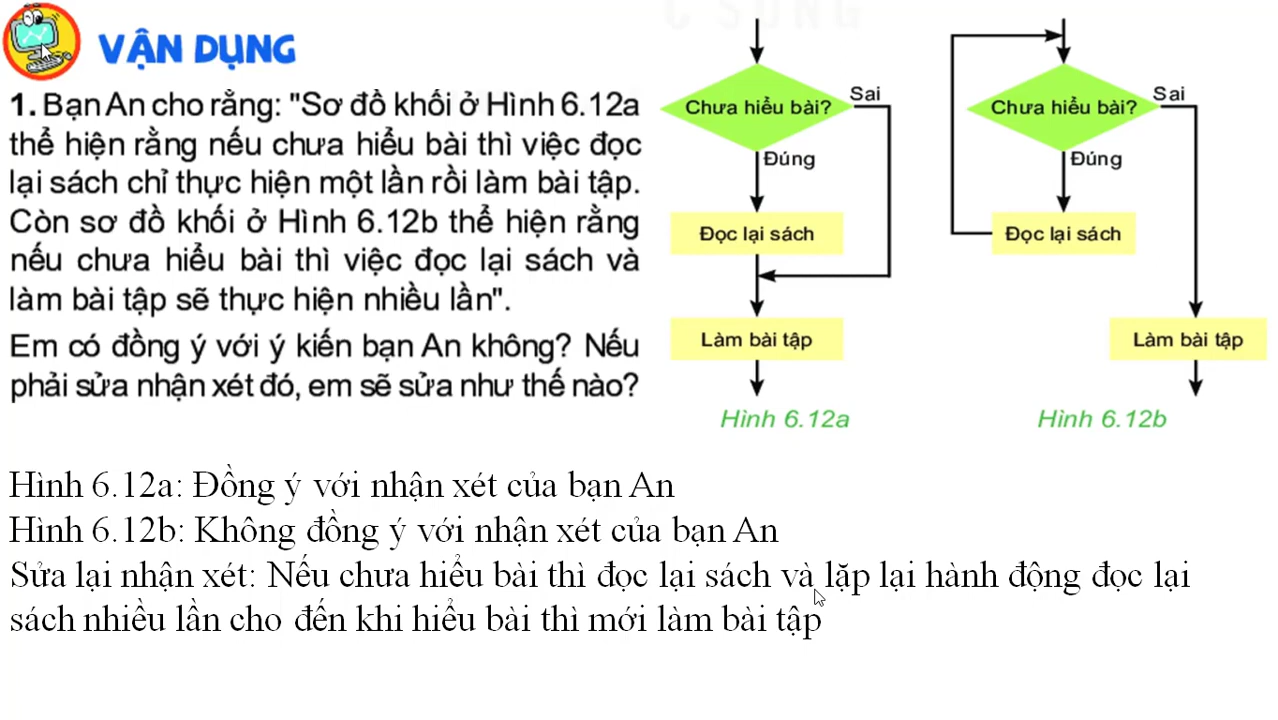 C SỐNG
VẬN DỤNG
1. Bạn An cho rằng: "Sơ đồ khối ở Hình 6.12a
thể hiện rằng nếu chưa hiểu bài thì việc đọc
lại sách chỉ thực hiện một lần rồi làm bài tập.
Còn sơ đồ khối ở Hình 6.12b thể hiện rằng
nếu chưa hiểu bài thì việc đọc lại sách và
làm bài tập sẽ thực hiện nhiều lần".
Em có đồng ý với ý kiến bạn An không? Nếu
phải sửa nhận xét đó, em sẽ sửa như thế nào?
Chưa hiểu bài?
Sai
Đúng
Đọc lại sách
Làm bài tập
Hình 6.12a
Chưa hiểu bài?
Sai
Đúng
Đọc lại sách
Làm bài tập
Hình 6.12b
Hình 6.12a: Đồng ý với nhận xét của bạn An
Hình 6.12b: Không đồng ý với nhận xét của bạn An
Sửa lại nhận xét: Nếu chưa hiểu bài thì đọc lại sách và lặp lại hành động đọc lại
sách nhiều lần cho đến khi hiểu bài thì mới làm bài tập